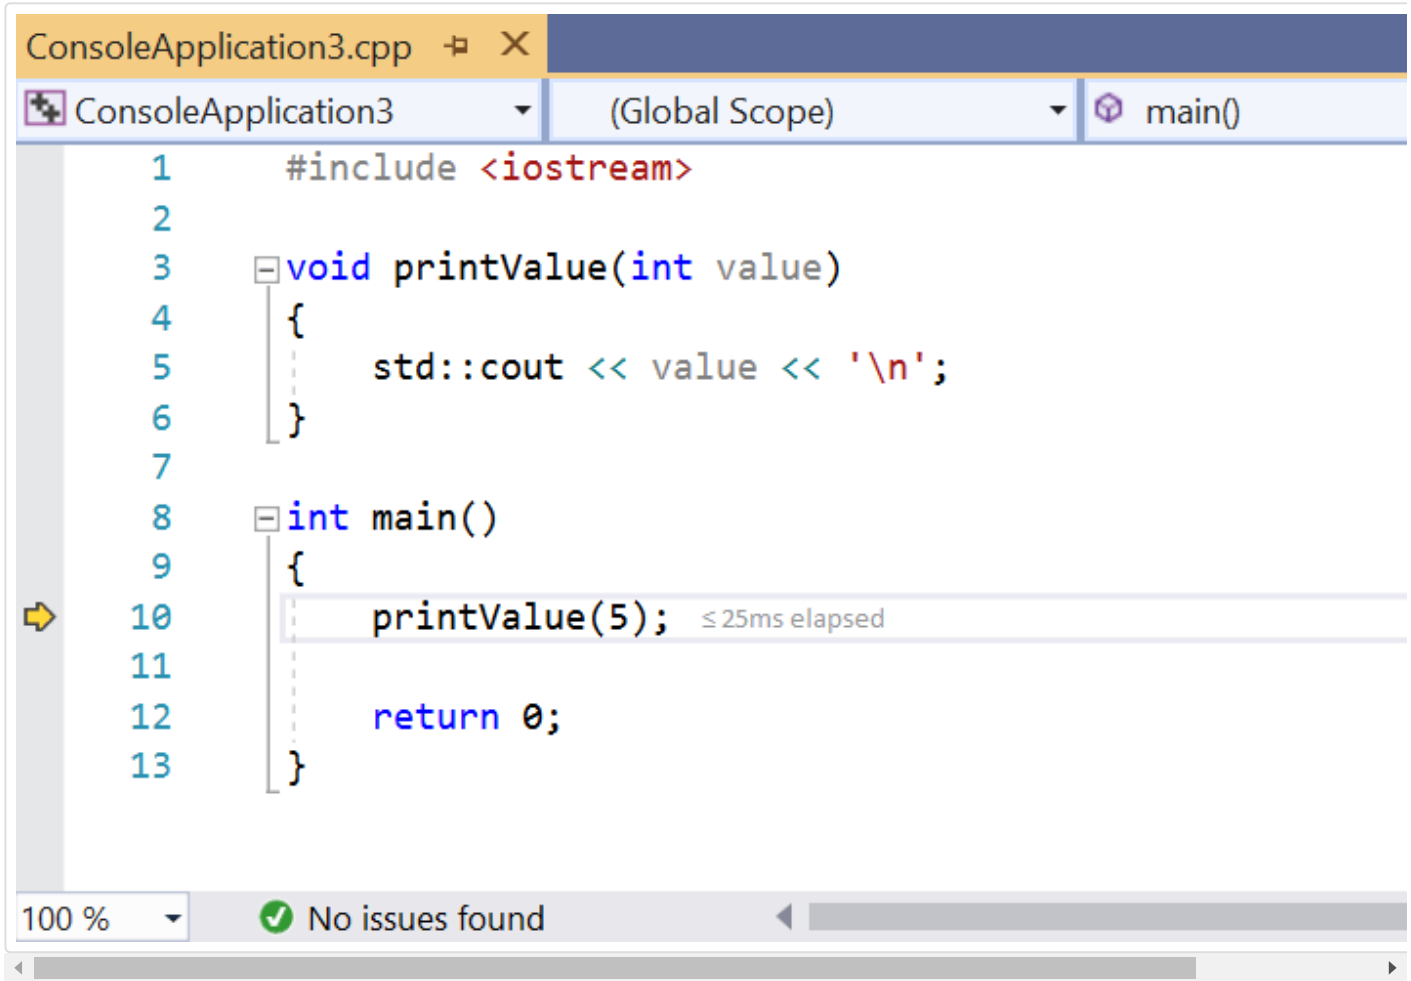 ConsoleApplication3.cpp
ConsoleApplication3 (Global Scope) main()
1 #include <iostream>
2
3 void printValue(int value)
4 {
5 std::cout << value << '\n';
6 }
7
8 int main()
9 {
10 printValue(5); ≤ 25ms elapsed
11
12 return 0;
13 }
100 % No issues found